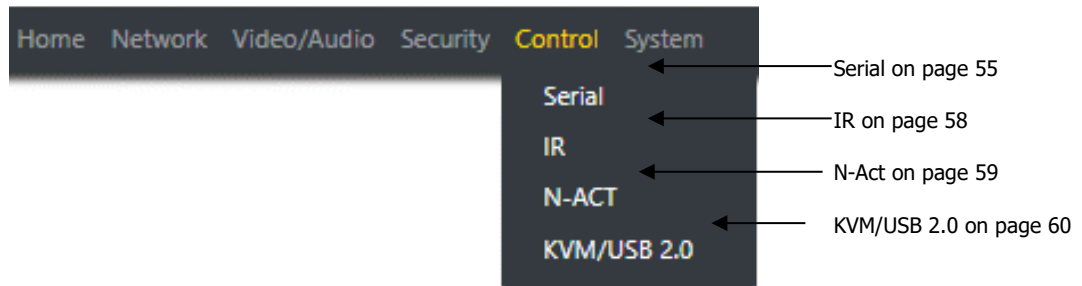 Home Network Video/Audio Security Control System
Serial on page 55
Serial
IR on page 58
IR
N-Act on page 59
N-ACT
KVM/USB 2.0 on page 60
KVM/USB 2.0